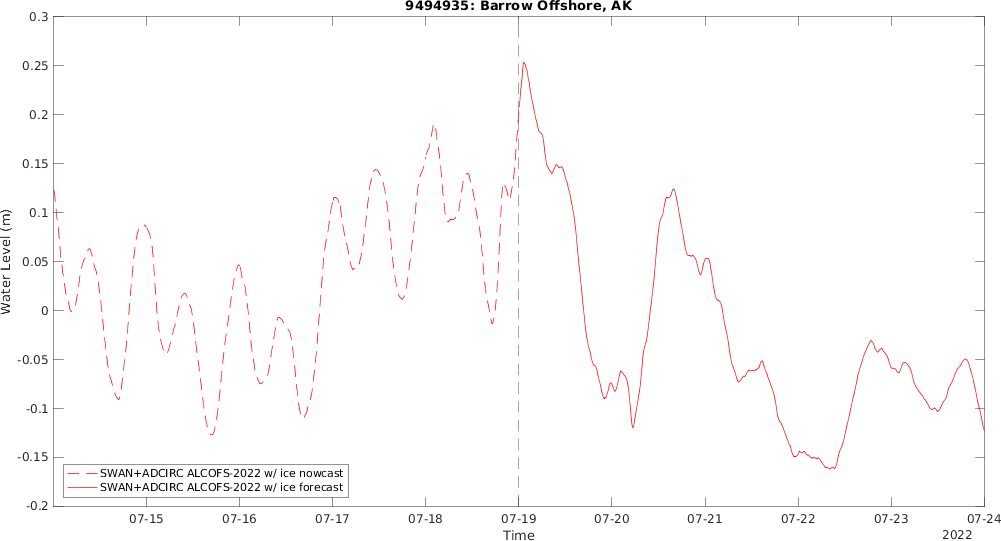 9494935: Barrow Offshore, AK
0.3
0.25
0.2
0.15
0.1
0.05
0
-0.05
-0.1
-0.15
-0.2
Water Level (m)
SWAN+ADCIRC ALCOFS-2022 w/ ice nowcast
SWAN+ADCIRC ALCOFS-2022 w/ ice forecast
07-15 07-16 07-17 07-18 07-19 07-20 07-21 07-22 07-23 07-24
Time
2022